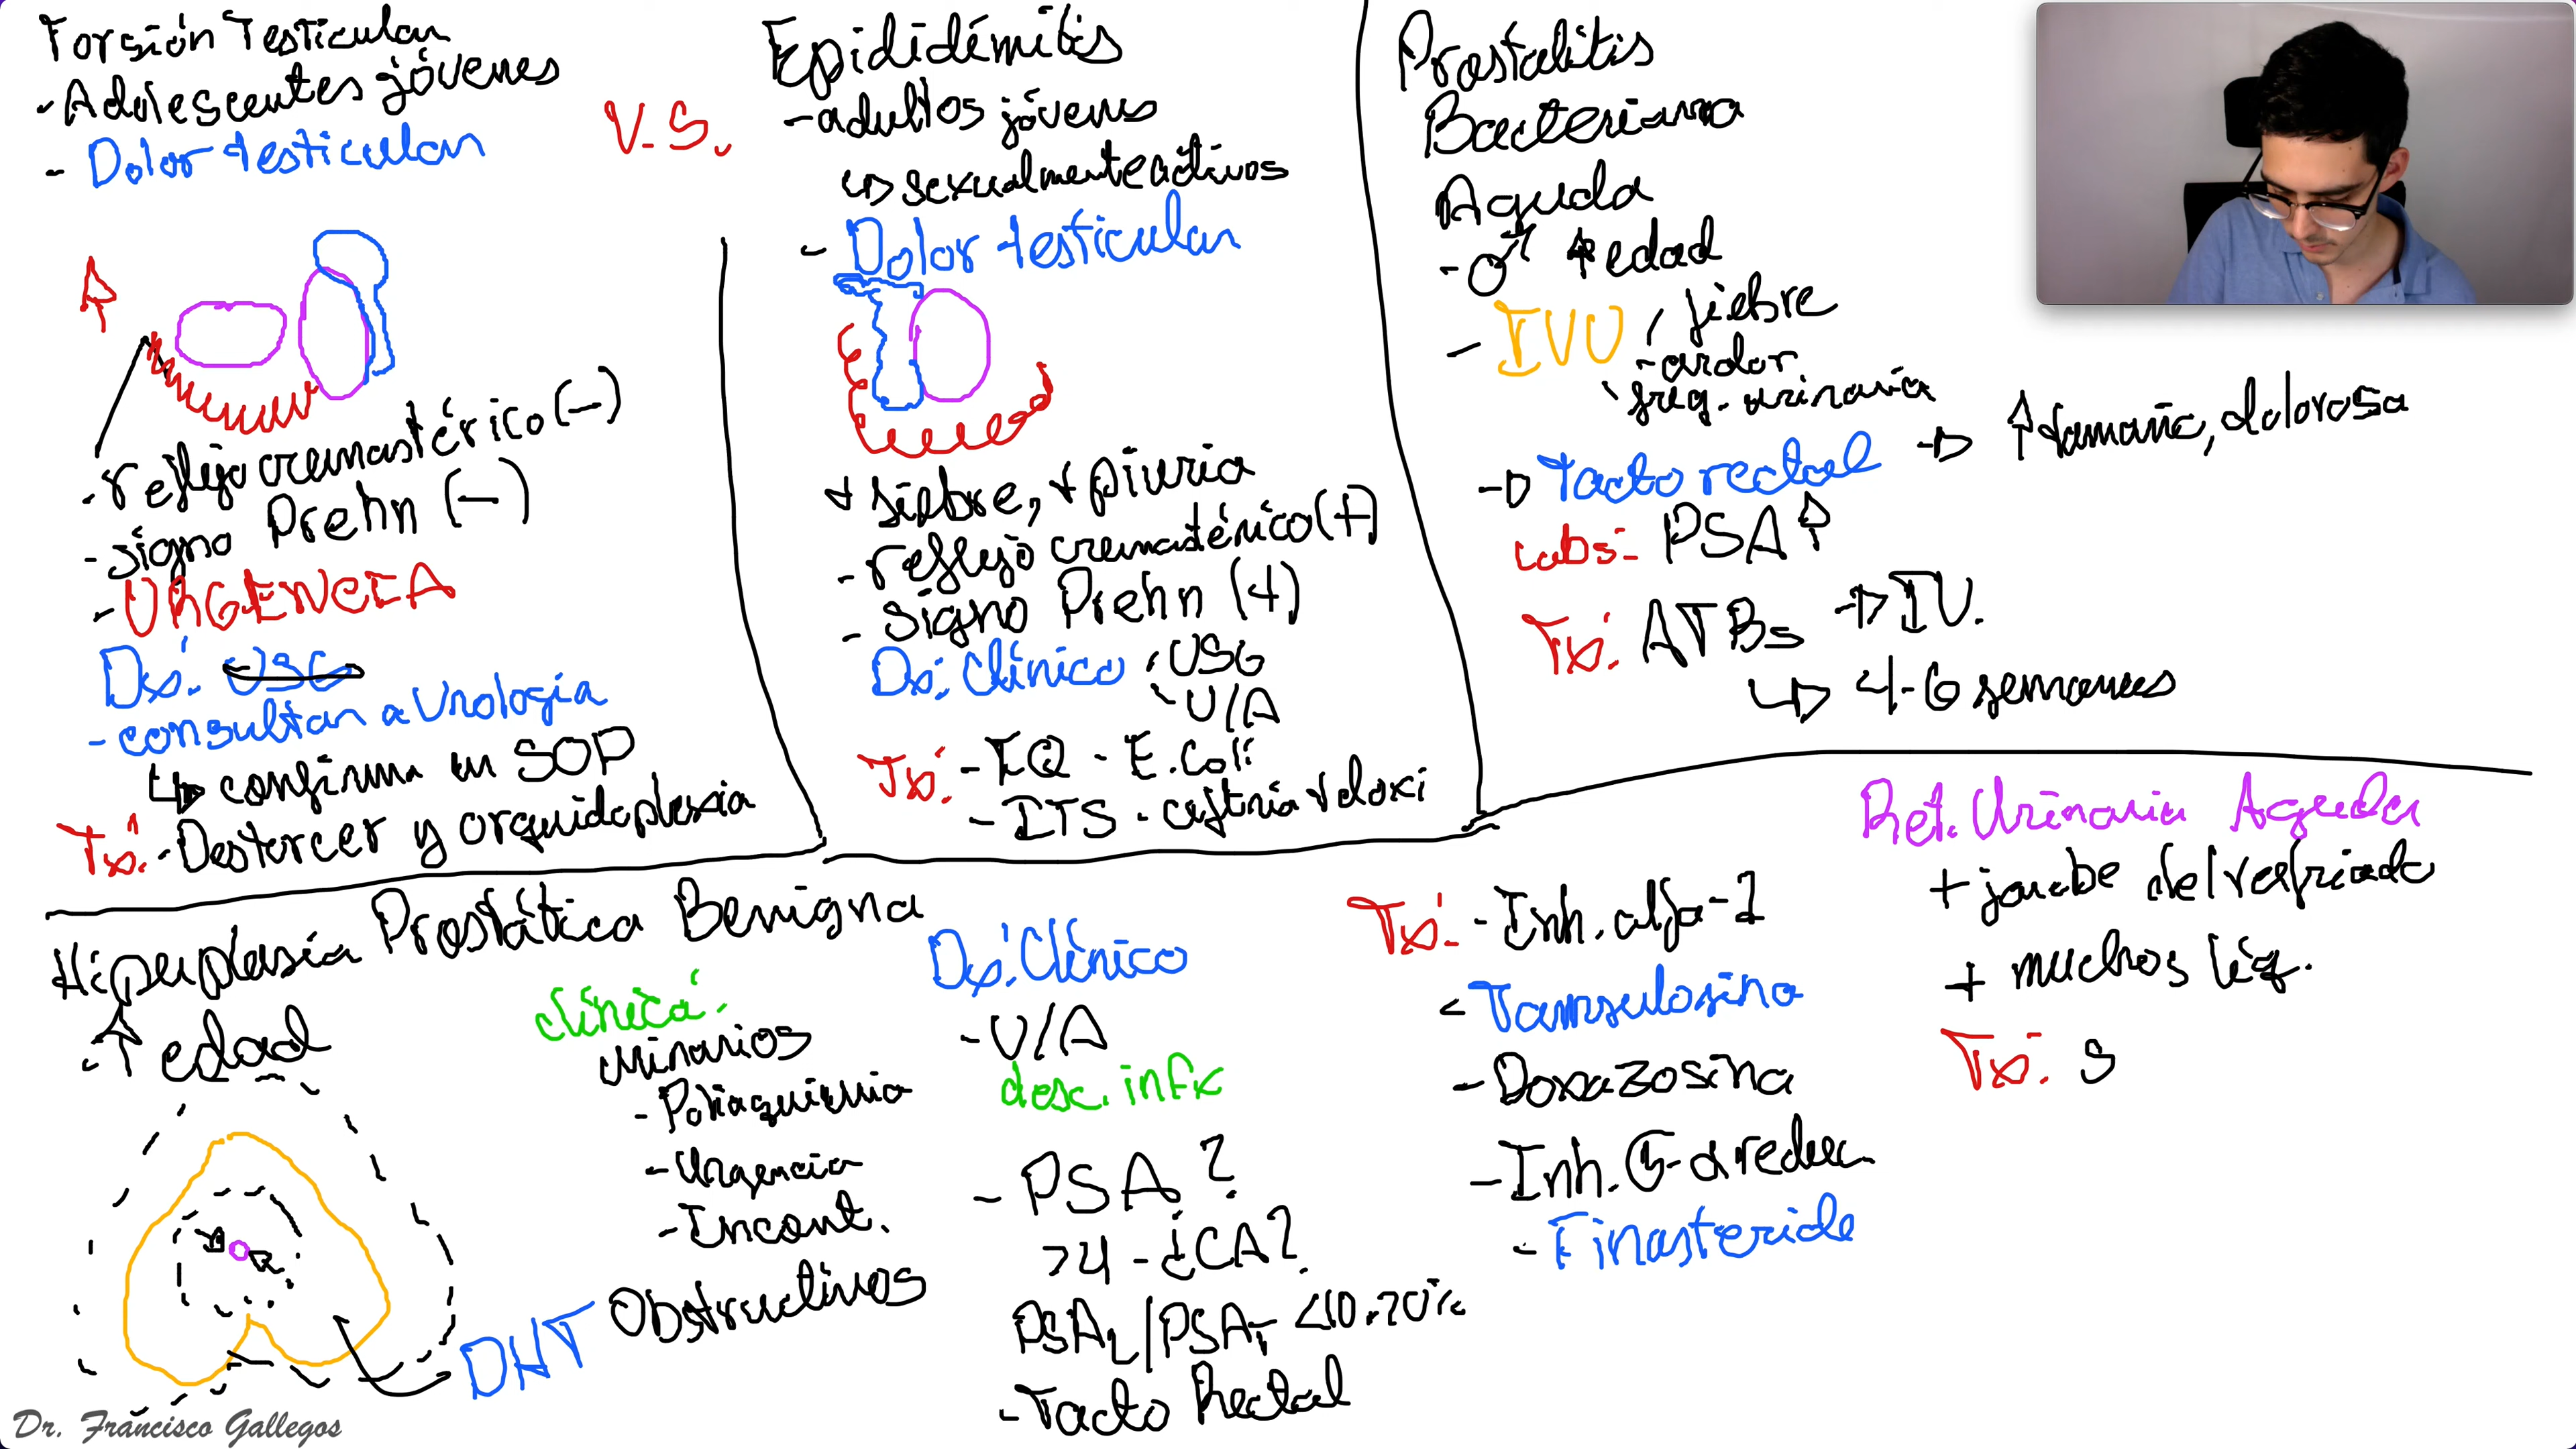 Torsión Testicular
- Adolescentes jóvenes
- Dolor testicular
V.S.
- reflejo cremastérico (-)
- signo Prehn (-)
- URGENCIA
Dx: USG
- consultar a Urología
↳ confirma en SOP
Tx: - Destorcer y orquidoplexia
Epididímitis
- adultos jóvenes
↳ sexualmente activos
- Dolor testicular
+ fiebre, + piuria
- reflejo cremastérico (+)
- signo Prehn (+)
Dx: Clínico - USG
- U/A
Tx: - IQ - E. Coli
- ITS - ceftria + doxi
Prostatitis
Bacteriana
Aguda
- ♂ ↑ edad
- IVU - fiebre
- ardor
- freq. urinaria
→ Tacto rectal → ↑ tamaño, dolorosa
Labs: PSA ↑
Tx: ATBs → IV.
↳ 4-6 semanas
Hiperplasia Prostática Benigna
- ↑ edad
DHT
clínica:
urinarios
- Poliaquiuria
- Urgencia
- Incont.
Obstructivos
Dx: Clínico
- U/A
desc. infx
- PSA?
>4 - ¿CA?
PSAL/PSAT <10-20%
- Tacto Rectal
Tx: - Inh. alfa-1
- Tamsulosina
- Doxazosina
- Inh. 5-α reduc
- Finasteride
Ret. Urinaria Aguda
+ jarabe del resfriado
+ muchos líq.
Tx: S
Dr. Francisco Gallegos